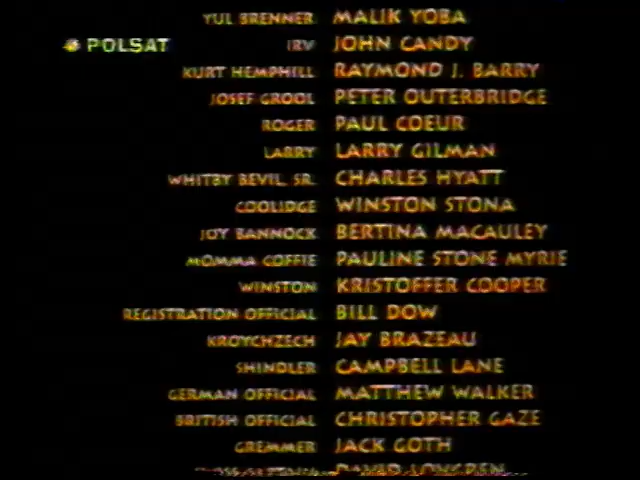 YUL BRENNER MALIK YOBA
POLSAT
IRV JOHN CANDY
KURT HEMPHILL RAYMOND J. BARRY
JOSEF GROOL PETER OUTERBRIDGE
ROGER PAUL COEUR
LARRY LARRY GILMAN
WHITBY BEVIL, SR. CHARLES HYATT
COOLIDGE WINSTON STONA
JOY BANNOCK BERTINA MACAULEY
MOMMA COFFIE PAULINE STONE MYRIE
WINSTON KRISTOFFER COOPER
REGISTRATION OFFICIAL BILL DOW
KROYCHZECH JAY BRAZEAU
SHINDLER CAMPBELL LANE
GERMAN OFFICIAL MATTHEW WALKER
BRITISH OFFICIAL CHRISTOPHER GAZE
GREMMER JACK GOTH
DAVID LOVGREN